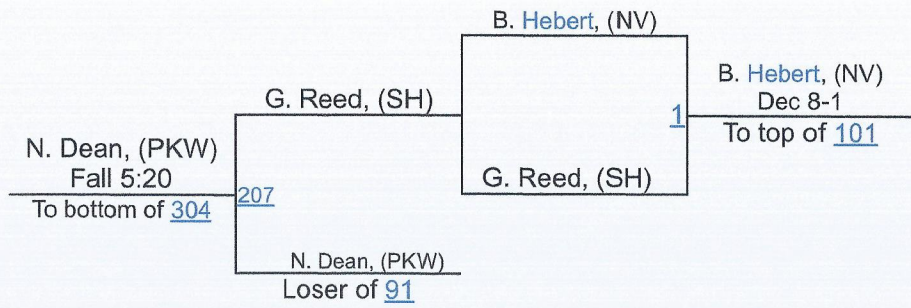 B. Hebert, (NV)
B. Hebert, (NV)
Dec 8-1
1
To top of 101
G. Reed, (SH)
G. Reed, (SH)
N. Dean, (PKW)
Fall 5:20
207
To bottom of 304
N. Dean, (PKW)
Loser of 91